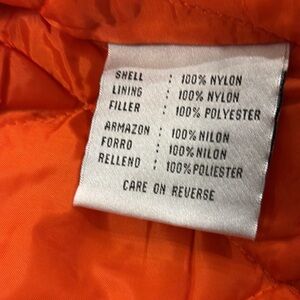 SHELL : 100% NYLON
LINING : 100% NYLON
FILLER : 100% POLYESTER
ARMAZON : 100% NILON
FORRO : 100% NILON
RELLENO : 100% POLIESTER
CARE ON REVERSE